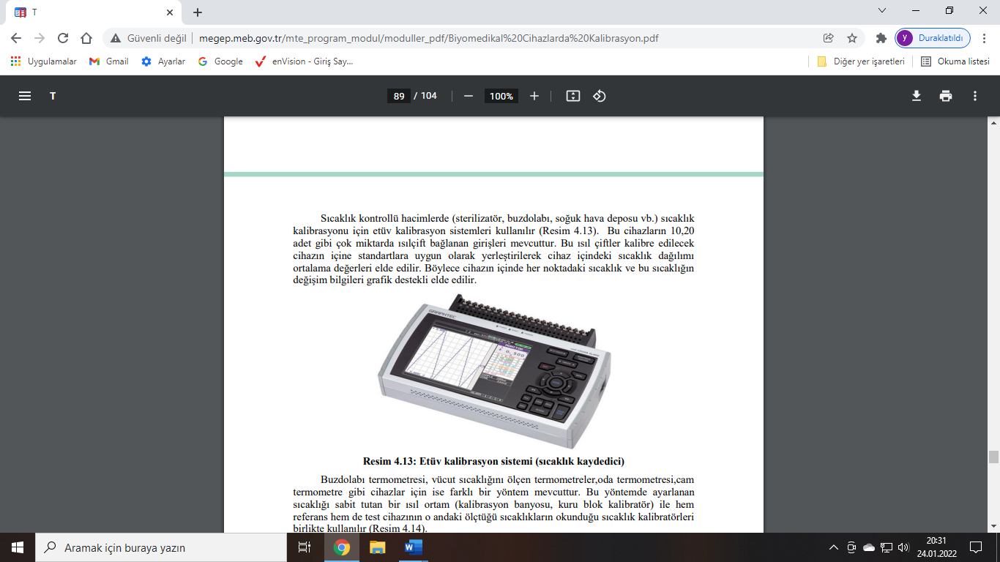 T
Güvenli değil
megep.meb.gov.tr/mte_program_modul/moduller_pdf/Biyomedikal%20Cihazlarda%20Kalibrasyon.pdf
y Duraklatıldı
Uygulamalar
Gmail
Ayarlar
Google
enVision - Giriş Say...
Diğer yer işaretleri
Okuma listesi
T
89 / 104
100%
Sıcaklık kontrollü hacimlerde (sterilizatör, buzdolabı, soğuk hava deposu vb.) sıcaklık
kalibrasyonu için etüv kalibrasyon sistemleri kullanılır (Resim 4.13). Bu cihazların 10,20
adet gibi çok miktarda ısılçift bağlanan girişleri mevcuttur. Bu ısıl çiftler kalibre edilecek
cihazın içine standartlara uygun olarak yerleştirilerek cihaz içindeki sıcaklık dağılımı
ortalama değerleri elde edilir. Böylece cihazın içinde her noktadaki sıcaklık ve bu sıcaklığın
değişim bilgileri grafik destekli elde edilir.
GRAPHTEC
Resim 4.13: Etüv kalibrasyon sistemi (sıcaklık kaydedici)
Buzdolabı termometresi, vücut sıcaklığını ölçen termometreler,oda termometresi,cam
termometre gibi cihazlar için ise farklı bir yöntem mevcuttur. Bu yöntemde ayarlanan
sıcaklığı sabit tutan bir ısıl ortam (kalibrasyon banyosu, kuru blok kalibratör) ile hem
referans hem de test cihazının o andaki ölçtüğü sıcaklıkların okunduğu sıcaklık kalibratörleri
birlikte kullanılır (Resim 4.14).
Aramak için buraya yazın
20:31
24.01.2022